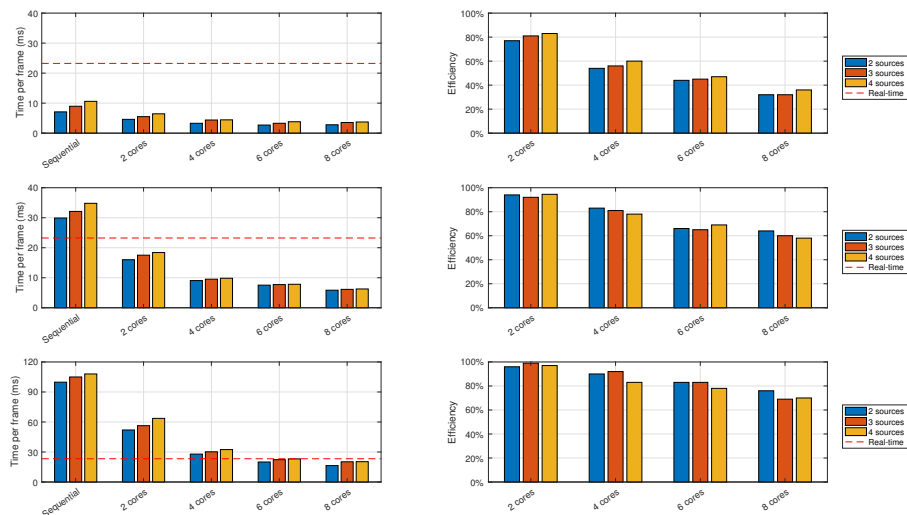 40
30
20
10
0
Time per frame (ms)
Sequential
2 cores
4 cores
6 cores
8 cores
80%
60%
40%
20%
0%
Efficiency
2 cores
4 cores
6 cores
8 cores
2 sources
3 sources
4 sources
Real-time
40
30
20
10
0
Time per frame (ms)
Sequential
2 cores
4 cores
6 cores
8 cores
100%
80%
60%
40%
20%
0%
Efficiency
2 cores
4 cores
6 cores
8 cores
2 sources
3 sources
4 sources
Real-time
120
90
60
30
0
Time per frame (ms)
Sequential
2 cores
4 cores
6 cores
8 cores
100%
80%
60%
40%
20%
0%
Efficiency
2 cores
4 cores
6 cores
8 cores
2 sources
3 sources
4 sources
Real-time